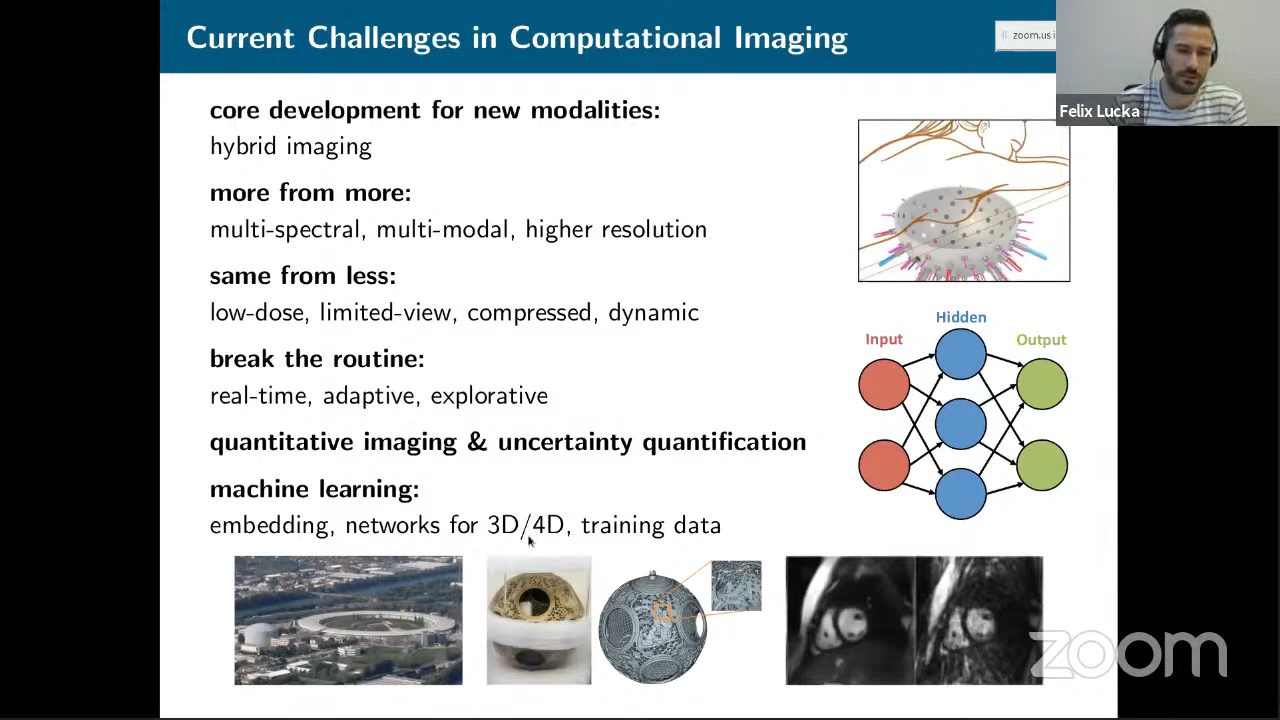 Current Challenges in Computational Imaging
zoom.us i
Felix Lucka
core development for new modalities:
hybrid imaging
more from more:
multi-spectral, multi-modal, higher resolution
same from less:
low-dose, limited-view, compressed, dynamic
break the routine:
real-time, adaptive, explorative
quantitative imaging & uncertainty quantification
machine learning:
embedding, networks for 3D/4D, training data
Hidden
Input
Output
zoom